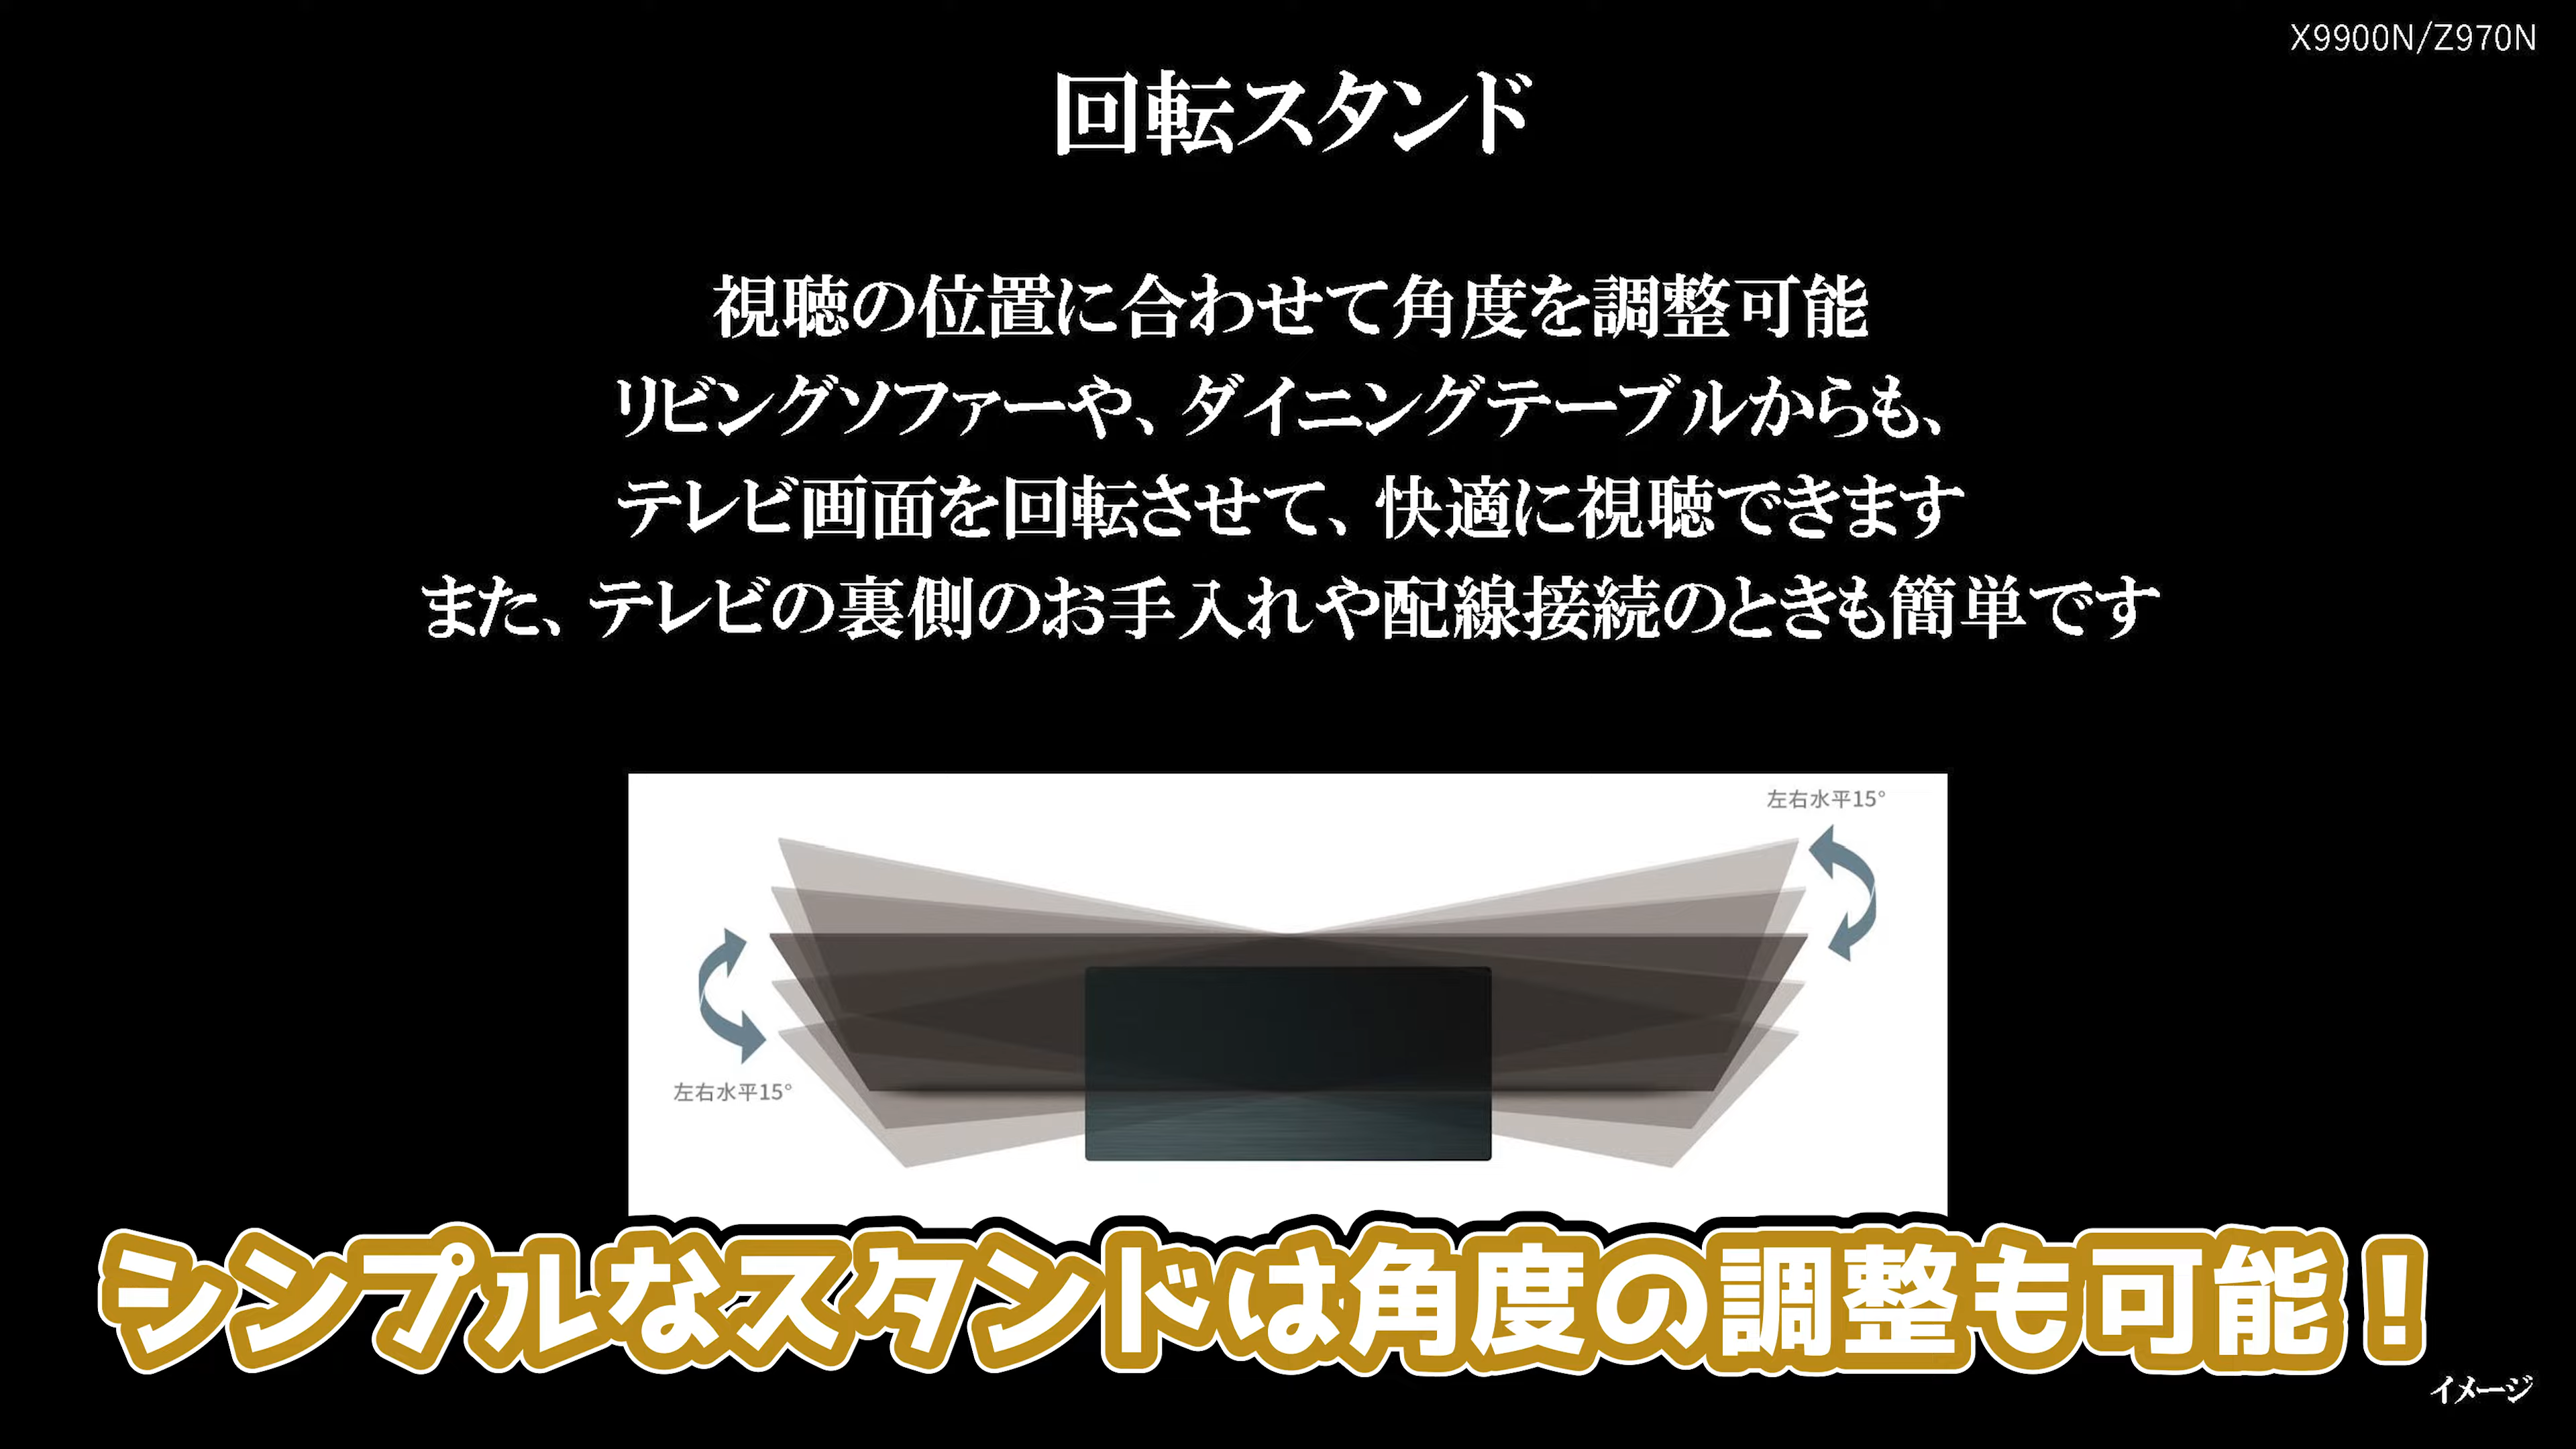 X9900N/Z970N
回転スタンド
視聴の位置に合わせて角度を調整可能
リビングソファーや、ダイニングテーブルからも、
テレビ画面を回転させて、快適に視聴できます
また、テレビの裏側のお手入れや配線接続のときも簡単です
左右水平15°
左右水平15°
シンプルなスタンドは角度の調整も可能！
イメージ